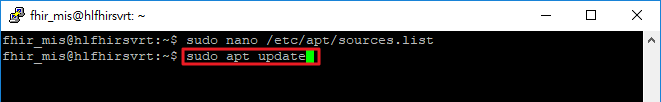 fhir_mis@hlfhirsvrt: ~
fhir_mis@hlfhirsvrt:~$ sudo nano /etc/apt/sources.list
fhir_mis@hlfhirsvrt:~$ sudo apt update